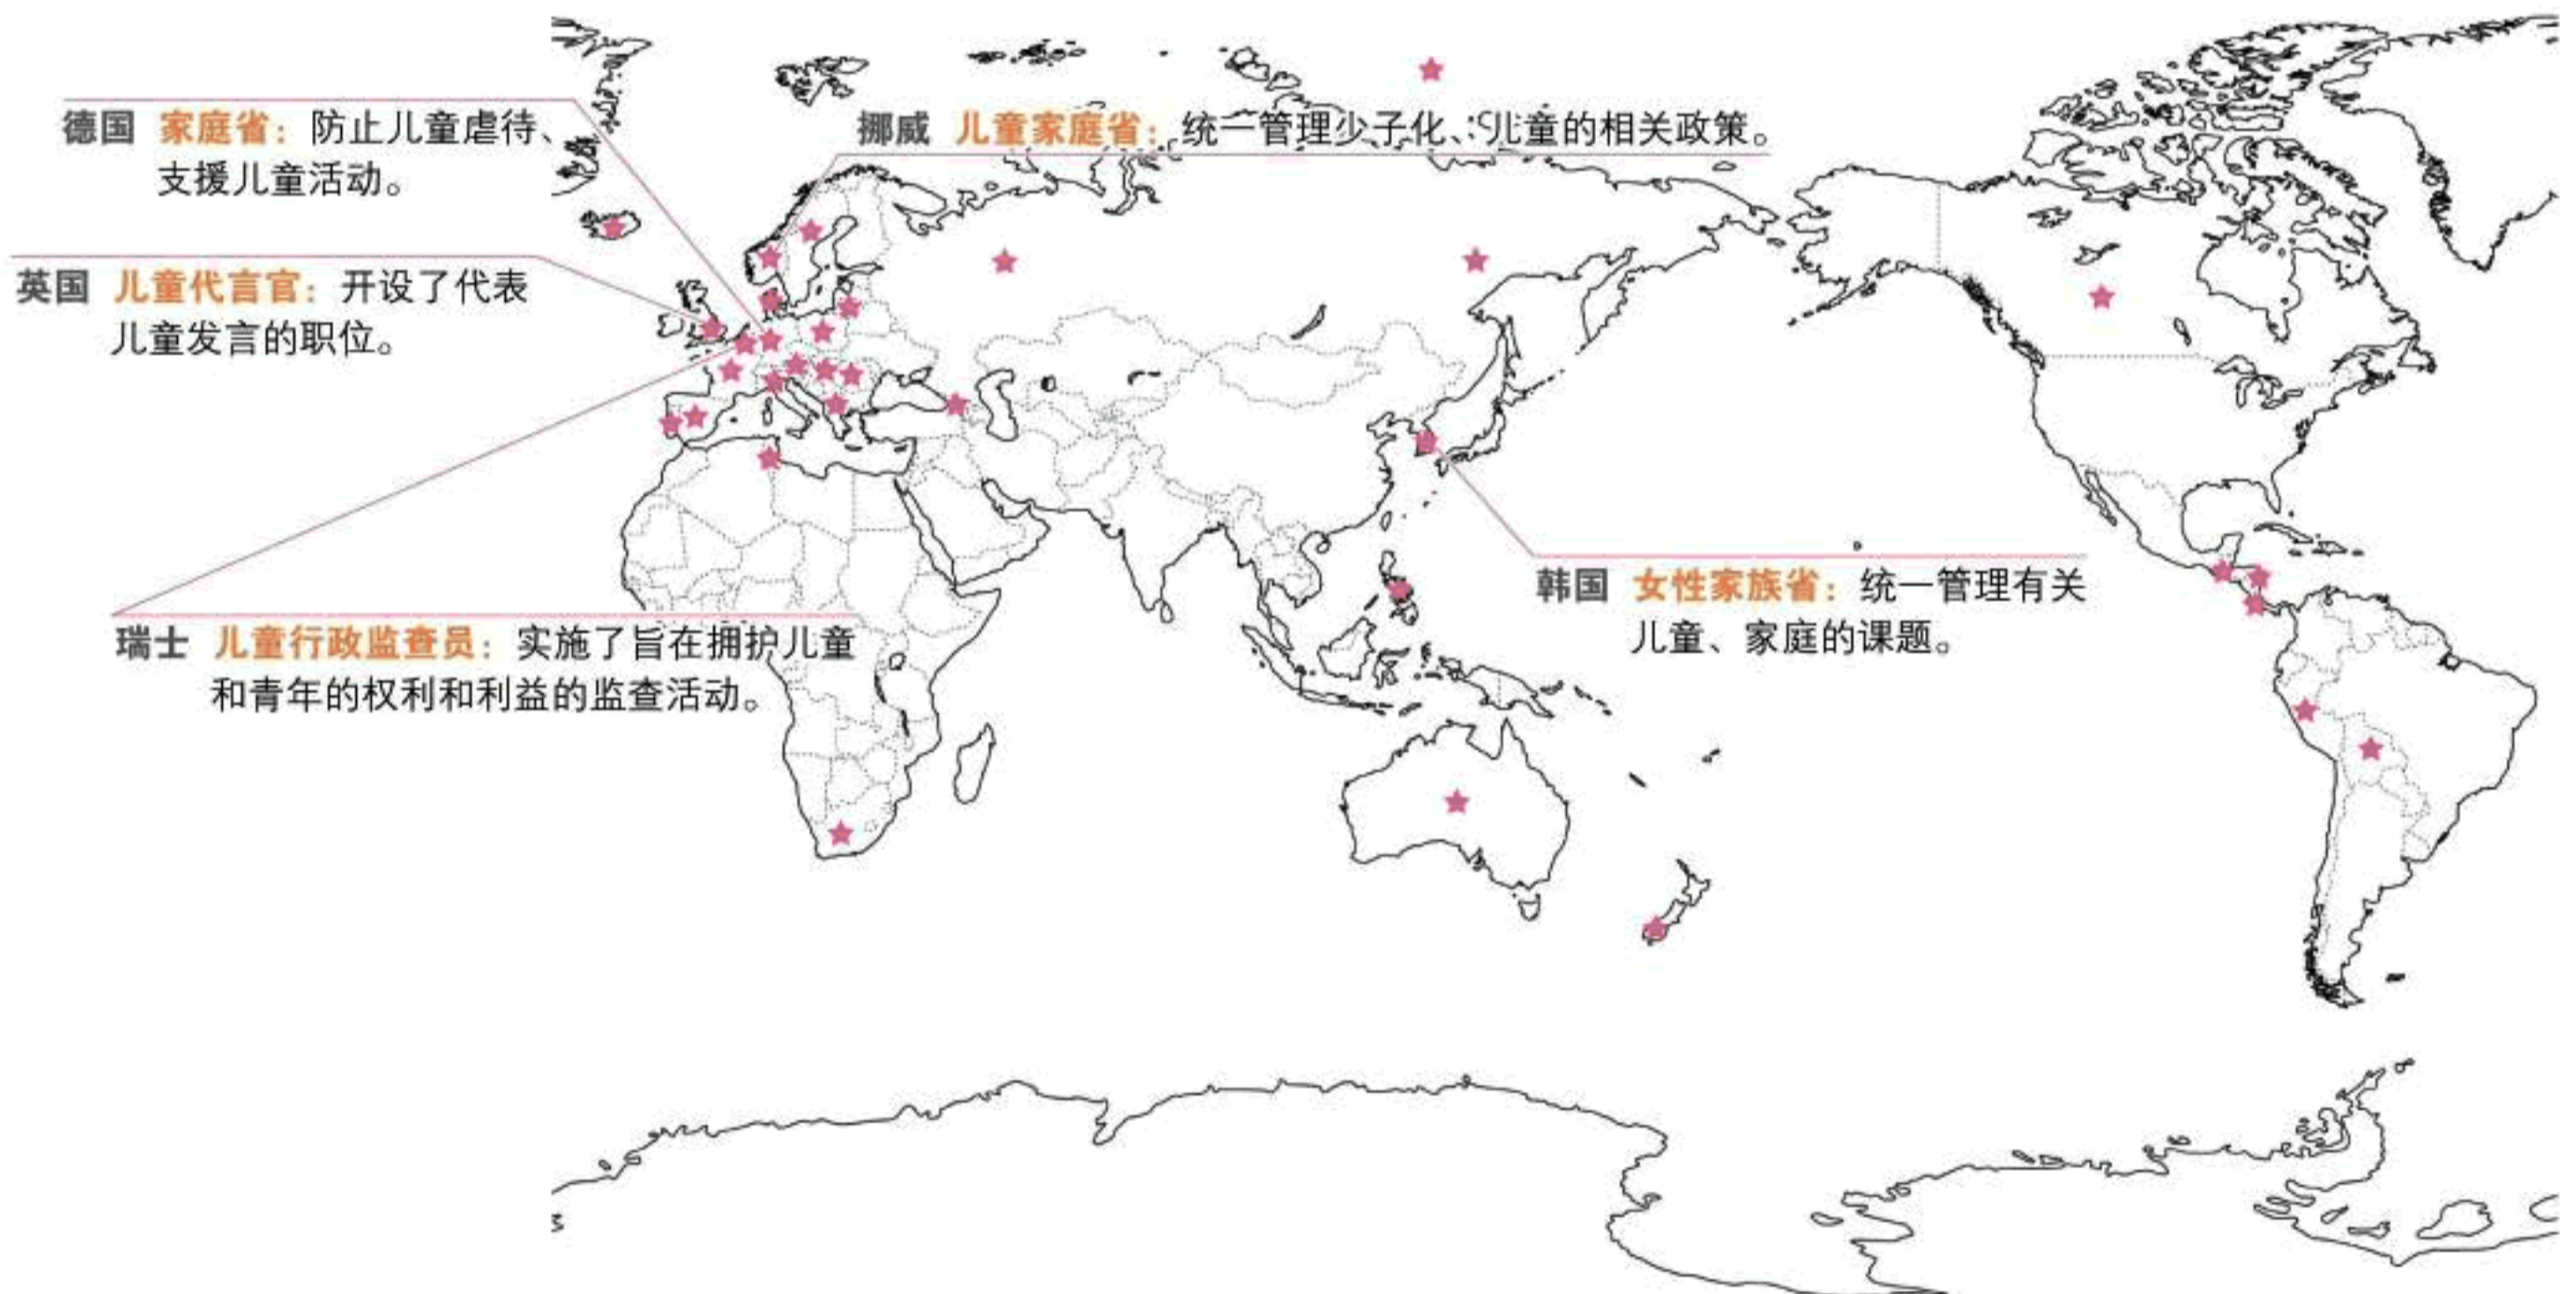 德国 家庭省：防止儿童虐待、
支援儿童活动。
挪威 儿童家庭省：统一管理少子化、儿童的相关政策。
英国 儿童代言官：开设了代表
儿童发言的职位。
韩国 女性家族省：统一管理有关
儿童、家庭的课题。
瑞士 儿童行政监查员：实施了旨在拥护儿童
和青年的权利和利益的监查活动。